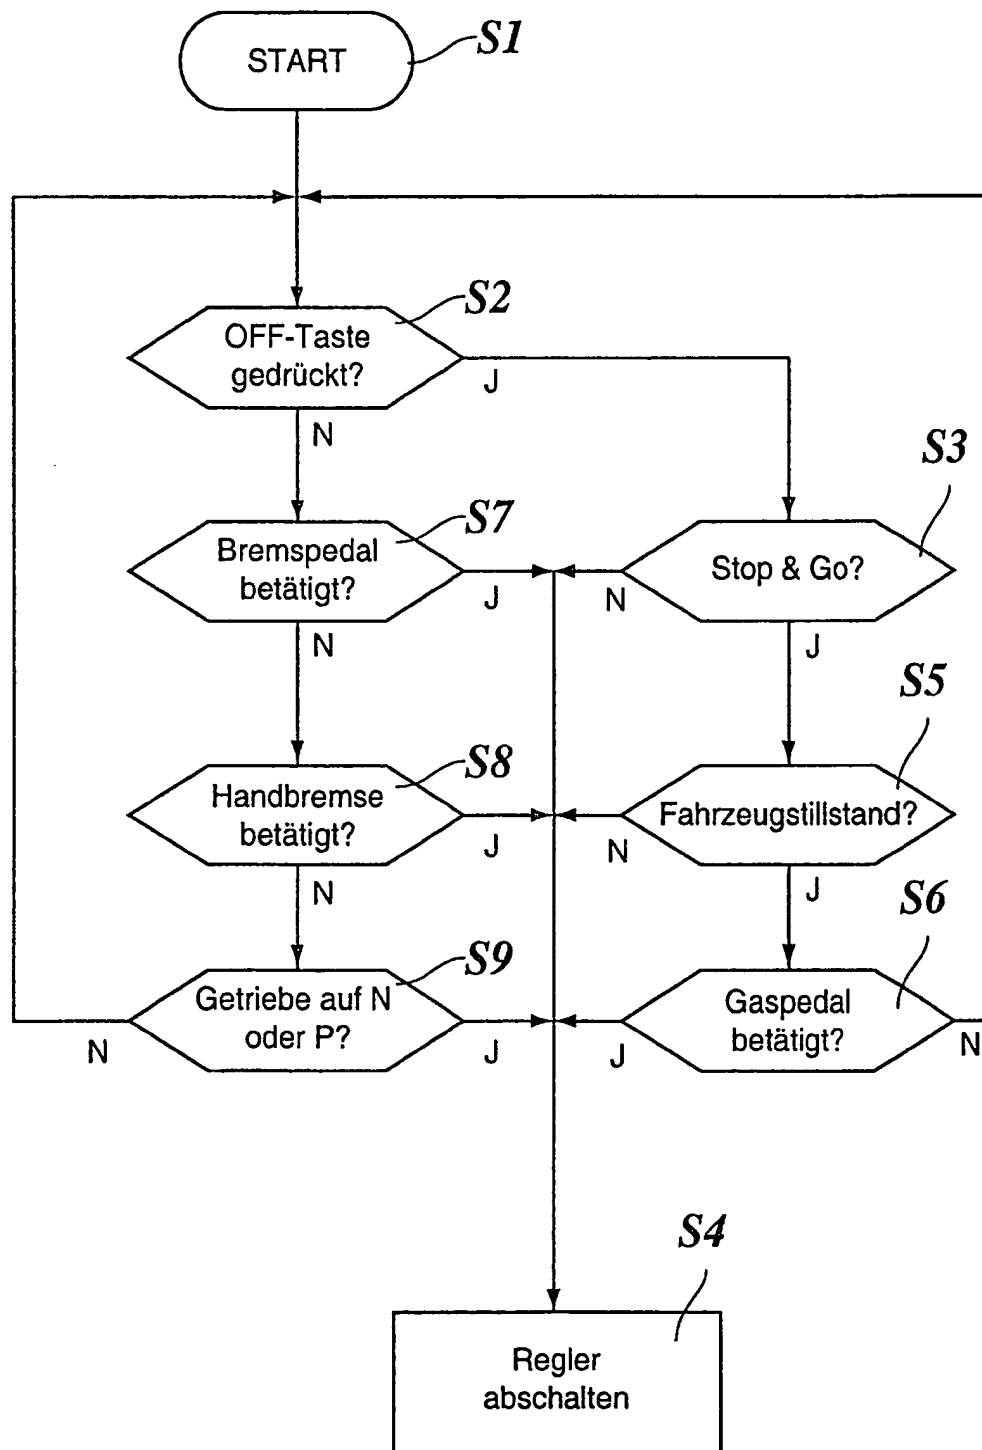 START
S1
S2
OFF-Taste
gedrückt?
J
N
S3
S7
Bremspedal
betätigt?
J
N
Stop & Go?
N
J
S5
S8
Handbremse
betätigt?
J
N
Fahrzeugstillstand?
N
J
S6
S9
Getriebe auf N
oder P?
N
J
Gaspedal
betätigt?
J
N
S4
Regler
abschalten